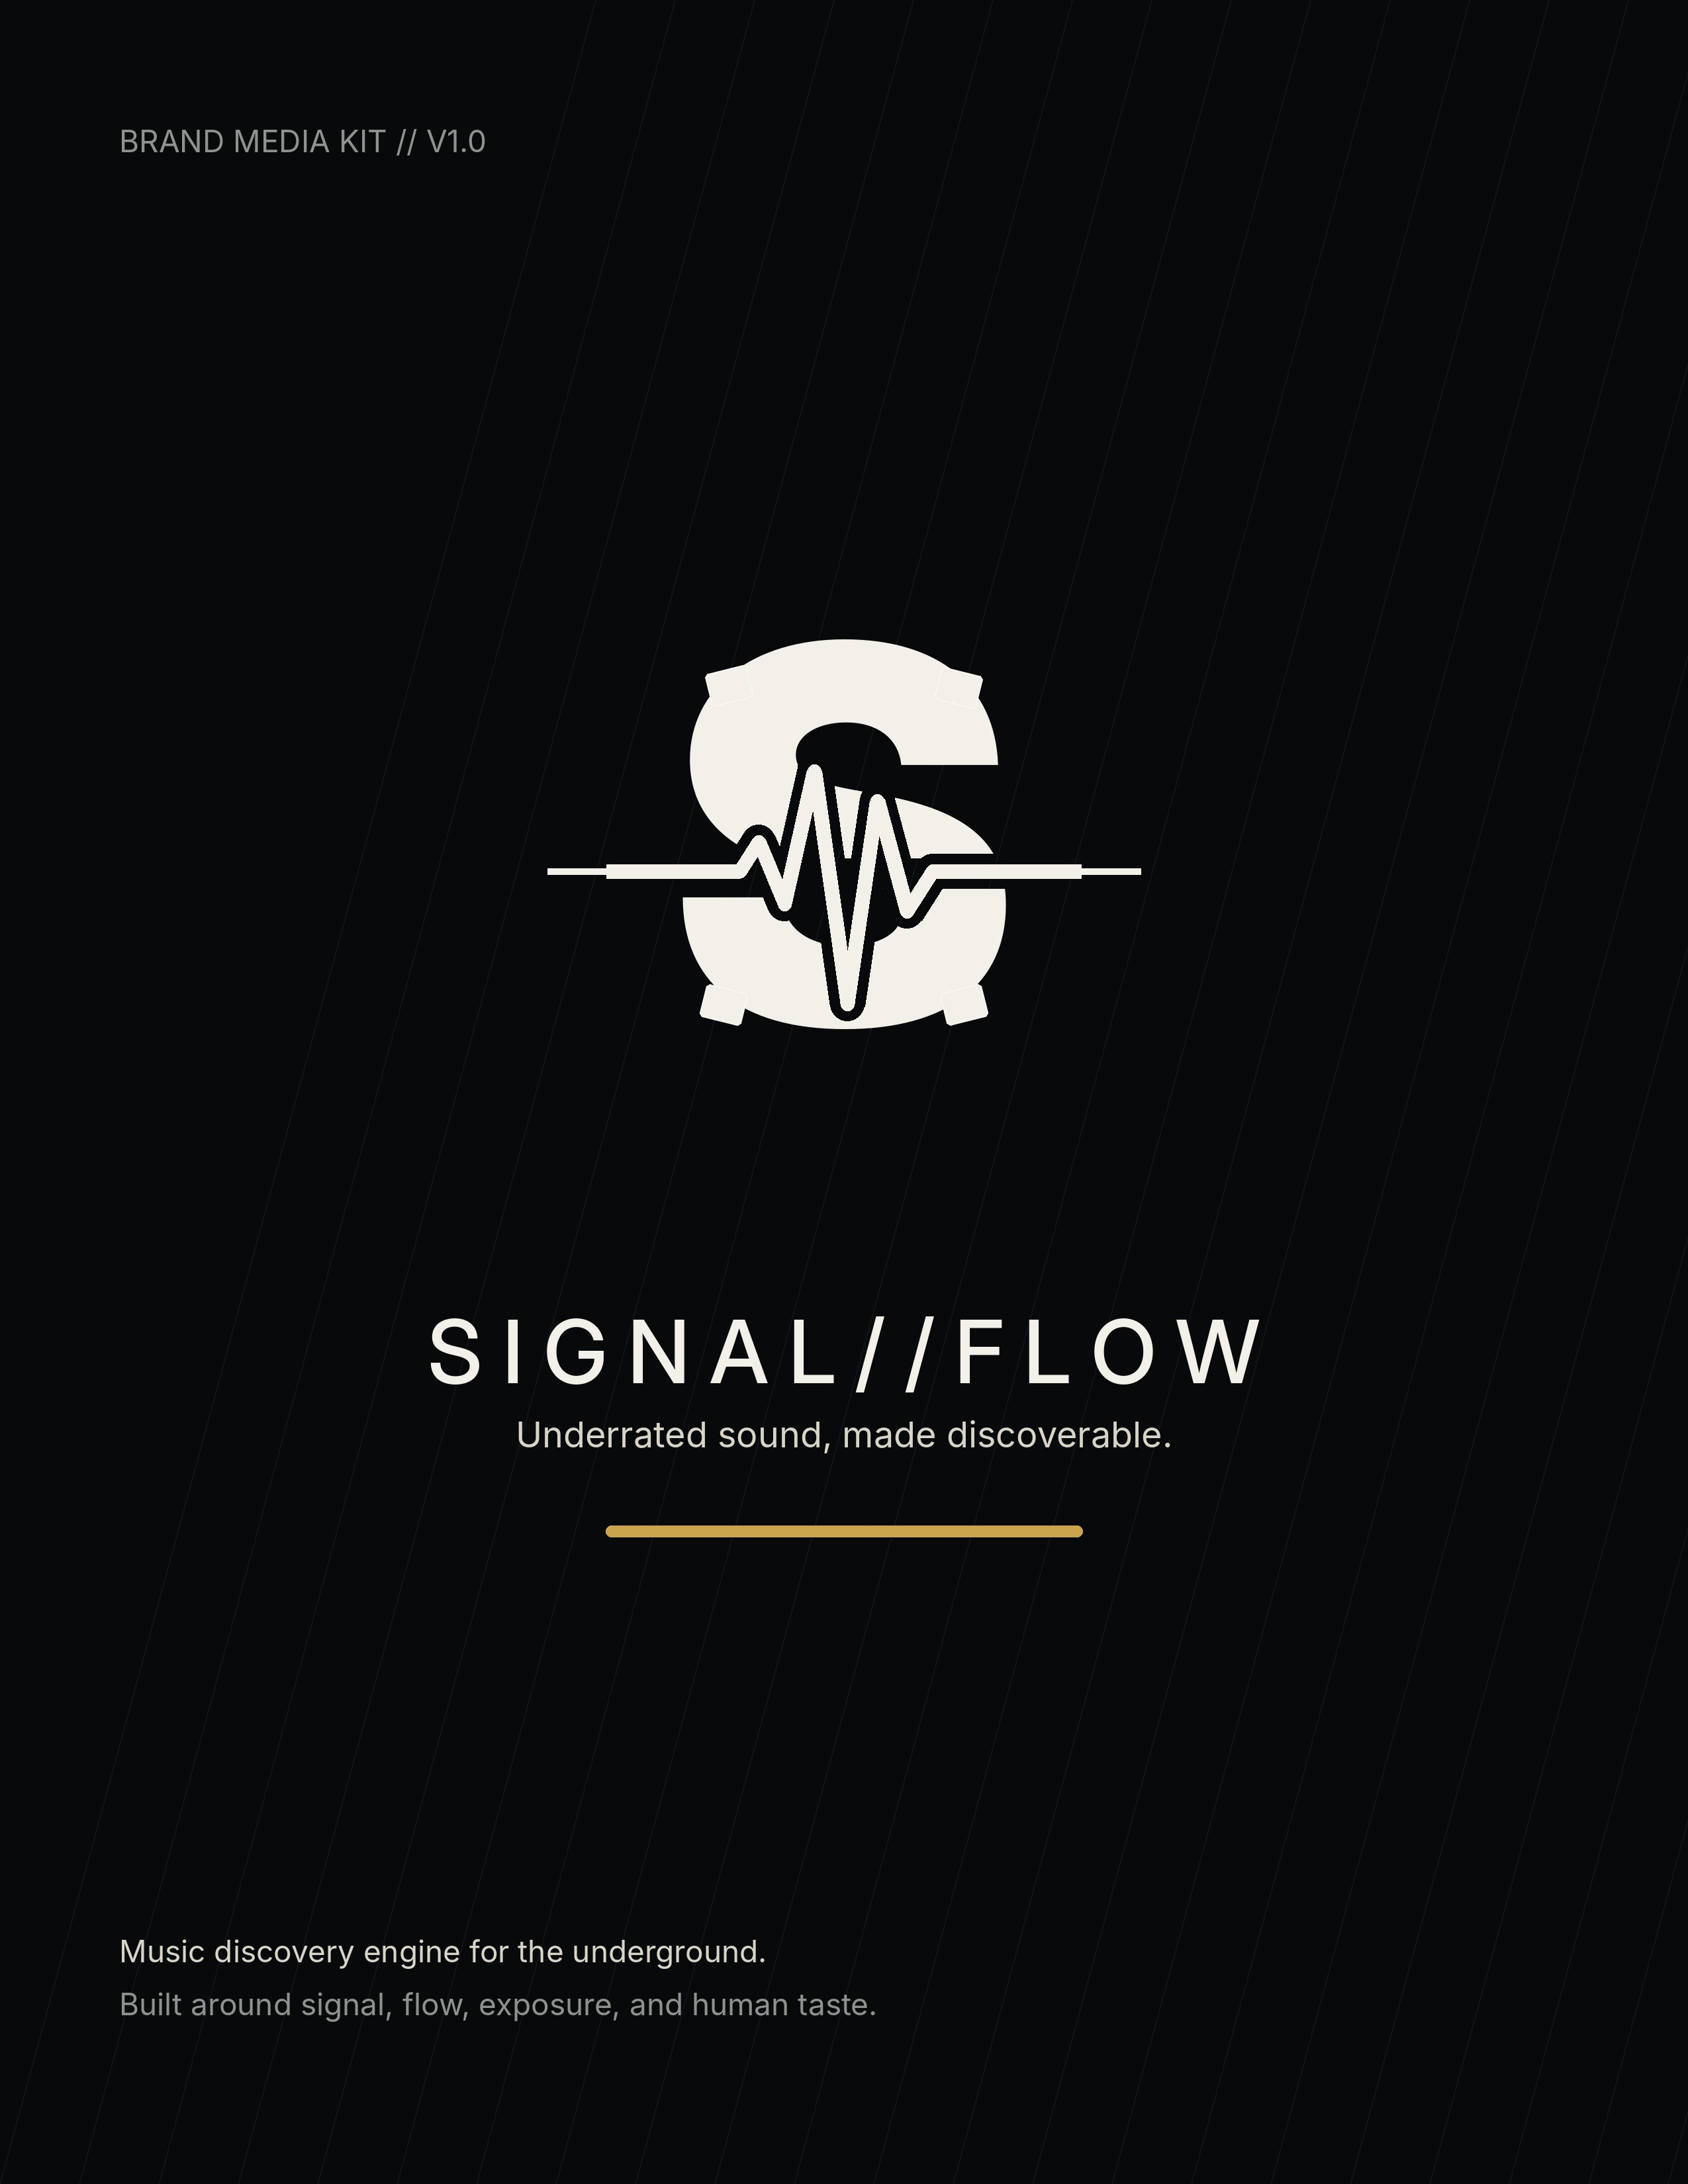 BRAND MEDIA KIT // V1.0
S
SIGNAL//FLOW
Underrated sound, made discoverable.
Music discovery engine for the underground.
Built around signal, flow, exposure, and human taste.